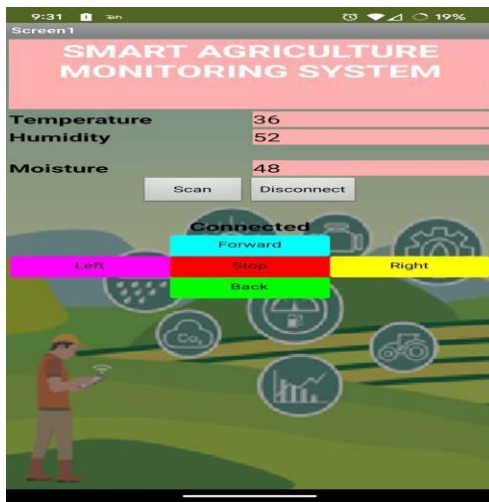 9:31
19%
Screen1
SMART AGRICULTURE
MONITORING SYSTEM
Temperature 36
Humidity 52
Moisture 48
Scan Disconnect
Connected
Forward
Left Stop Right
Back
Co₂